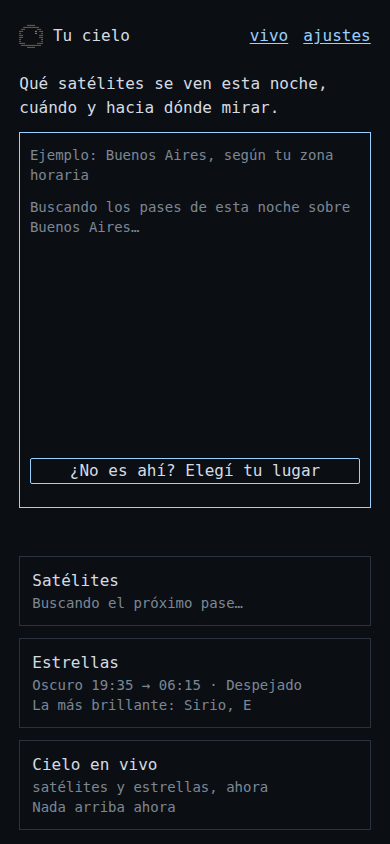 Tu cielo
vivo ajustes
Qué satélites se ven esta noche,
cuándo y hacia dónde mirar.
Ejemplo: Buenos Aires, según tu zona
horaria
Buscando los pases de esta noche sobre
Buenos Aires…
¿No es ahí? Elegí tu lugar
Satélites
Buscando el próximo pase…
Estrellas
Oscuro 19:35 → 06:15 · Despejado
La más brillante: Sirio, E
Cielo en vivo
satélites y estrellas, ahora
Nada arriba ahora